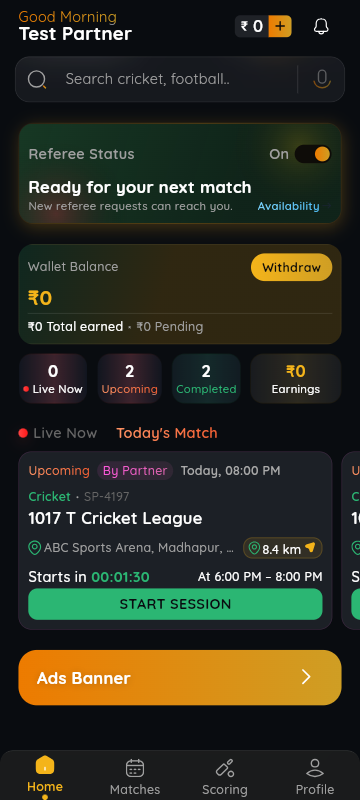 Good Morning
Test Partner
₹ 0 +
Search cricket, football..
Referee Status
On
Ready for your next match
New referee requests can reach you.
Availability
Wallet Balance
Withdraw
₹0
₹0 Total earned · ₹0 Pending
0
Live Now
2
Upcoming
2
Completed
₹0
Earnings
Live Now
Today's Match
Upcoming By Partner Today, 08:00 PM
Cricket · SP-4197
1017 T Cricket League
ABC Sports Arena, Madhapur, ...
8.4 km
Starts in 00:01:30
At 6:00 PM – 8:00 PM
START SESSION
Ads Banner
Home
Matches
Scoring
Profile